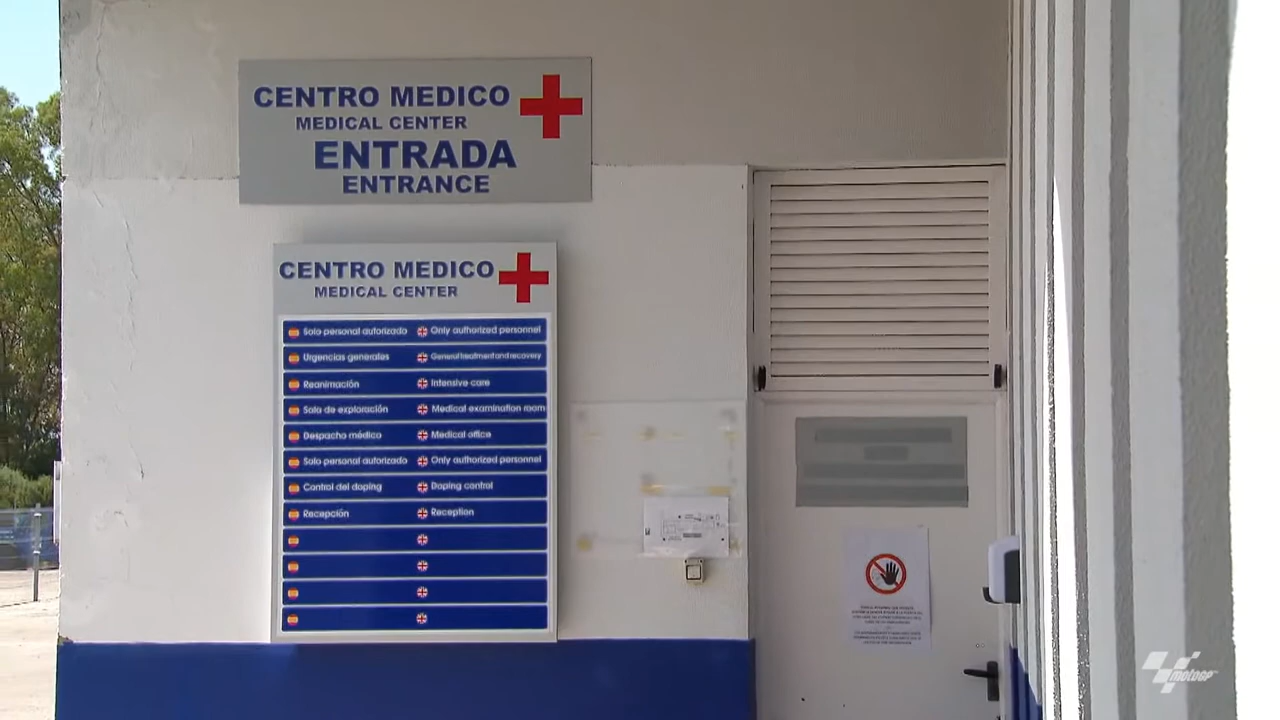 CENTRO MEDICO
MEDICAL CENTER
ENTRADA
ENTRANCE
CENTRO MEDICO
MEDICAL CENTER
Solo personal autorizado Only authorized personnel
Urgencias generales General treatment and recovery
Reanimación Intensive care
Sala de exploración Medical examination room
Despacho médico Medical office
Solo personal autorizado Only authorized personnel
Control del doping Doping control
Recepción Reception
motoGP